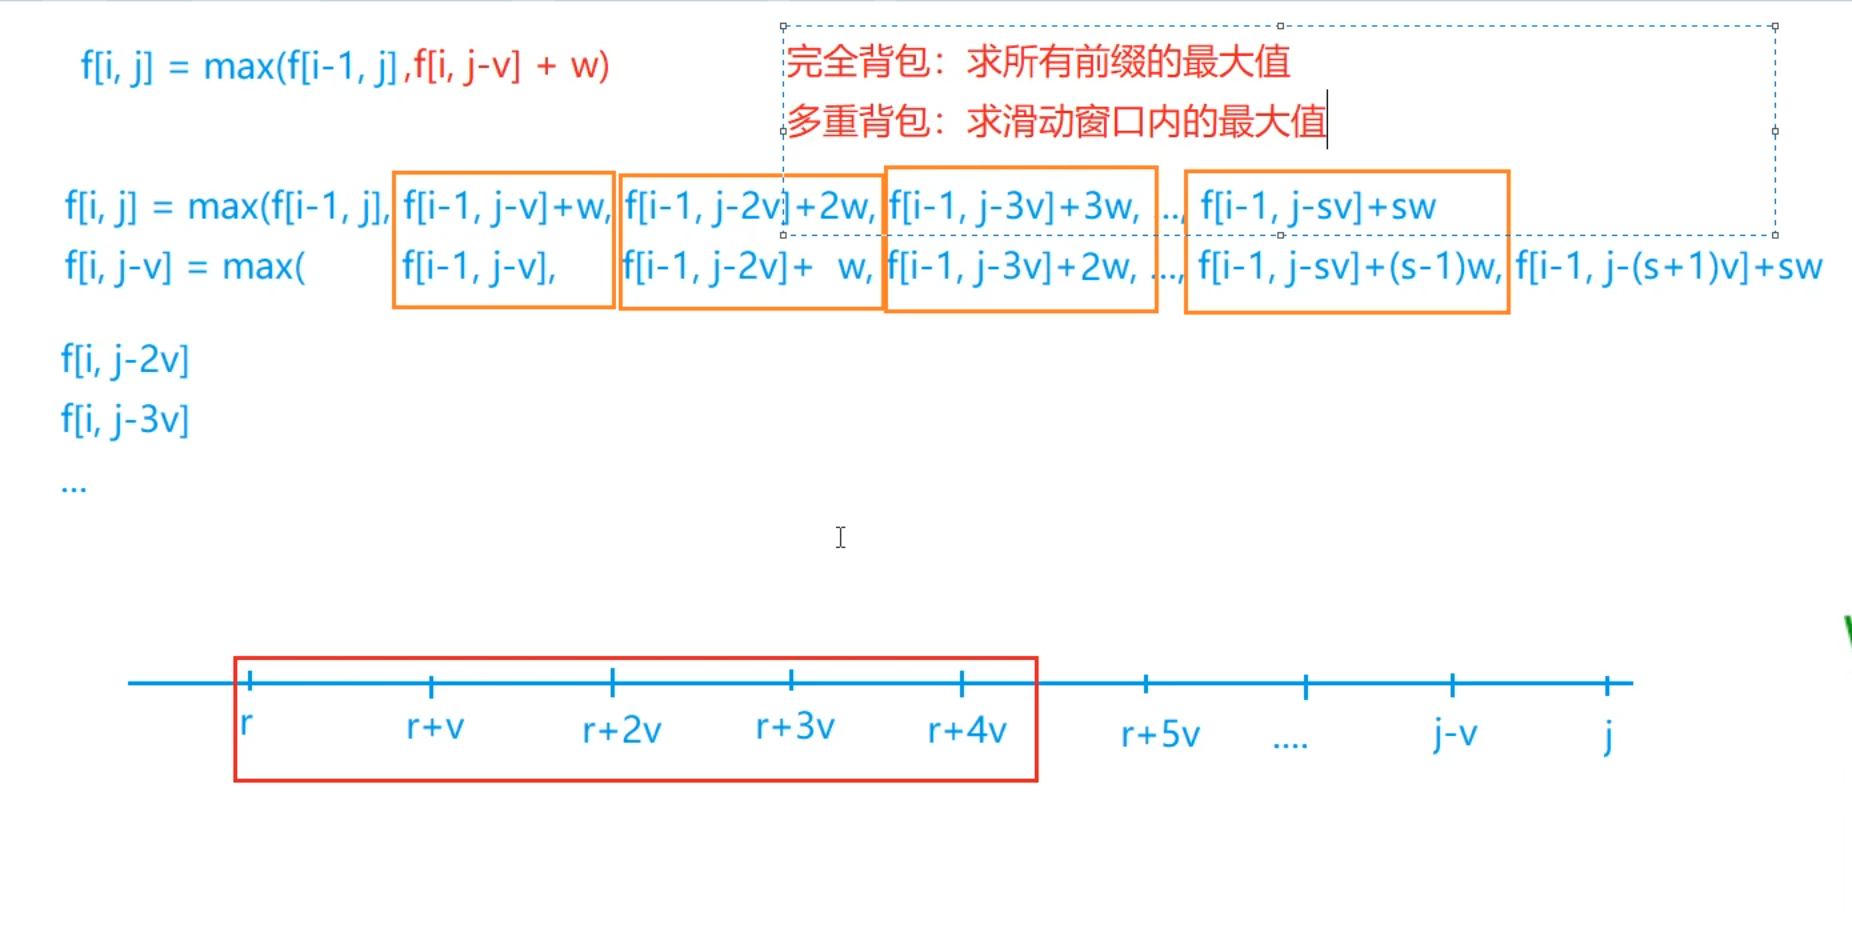 f[i, j] = max(f[i-1, j],f[i, j-v] + w)
完全背包：求所有前缀的最大值
多重背包：求滑动窗口内的最大值
f[i, j] = max(f[i-1, j], f[i-1, j-v]+w, f[i-1, j-2v]+2w, f[i-1, j-3v]+3w, ..., f[i-1, j-sv]+sw
f[i, j-v] = max( f[i-1, j-v], f[i-1, j-2v]+ w, f[i-1, j-3v]+2w, ..., f[i-1, j-sv]+(s-1)w, f[i-1, j-(s+1)v]+sw
f[i, j-2v]
f[i, j-3v]
...
r r+v r+2v r+3v r+4v r+5v .... j-v j